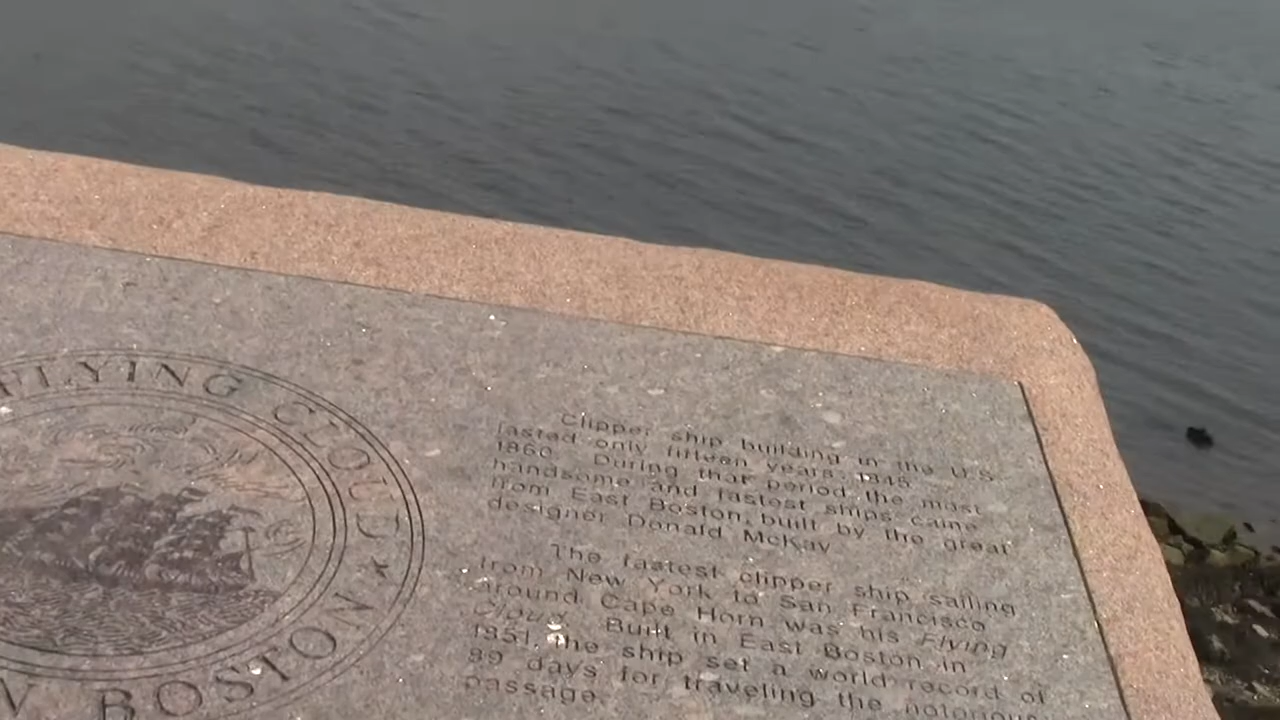 FLYING CLOUD ★
BOSTON
Clipper ship building in the U.S.
lasted only fifteen years: 1845
1860. During that period the most
handsome and fastest ships came
from East Boston, built by the great
designer Donald McKay.
The fastest clipper ship sailing
from New York to San Francisco
around Cape Horn was his Flying
Cloud. Built in East Boston in
1851, the ship set a world record of
89 days for traveling the notorious
passage.